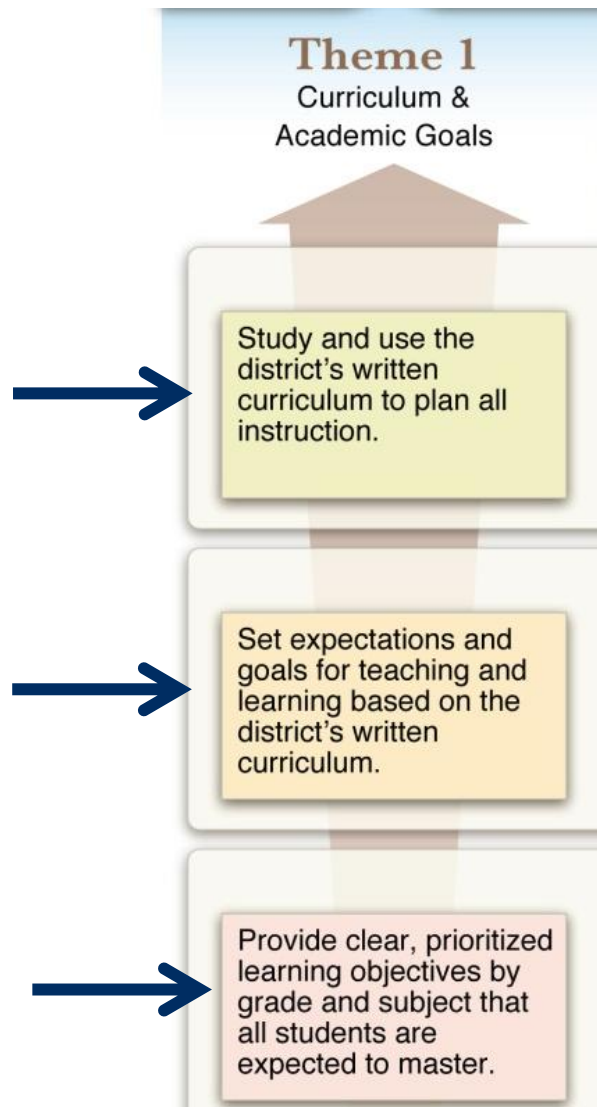 Theme 1
Curriculum &
Academic Goals
Study and use the
district’s written
curriculum to plan all
instruction.
Set expectations and
goals for teaching and
learning based on the
district’s written
curriculum.
Provide clear, prioritized
learning objectives by
grade and subject that
all students are
expected to master.